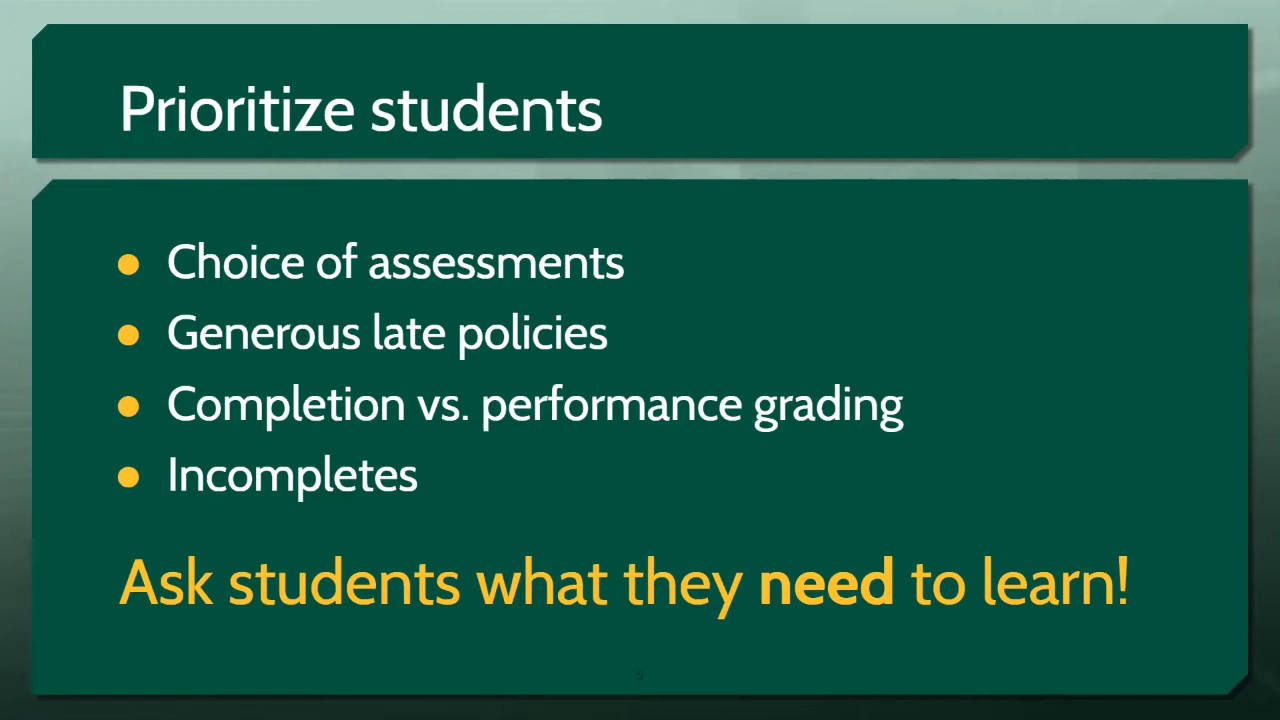 Prioritize students
Choice of assessments
Generous late policies
Completion vs. performance grading
Incompletes
Ask students what they need to learn!
5